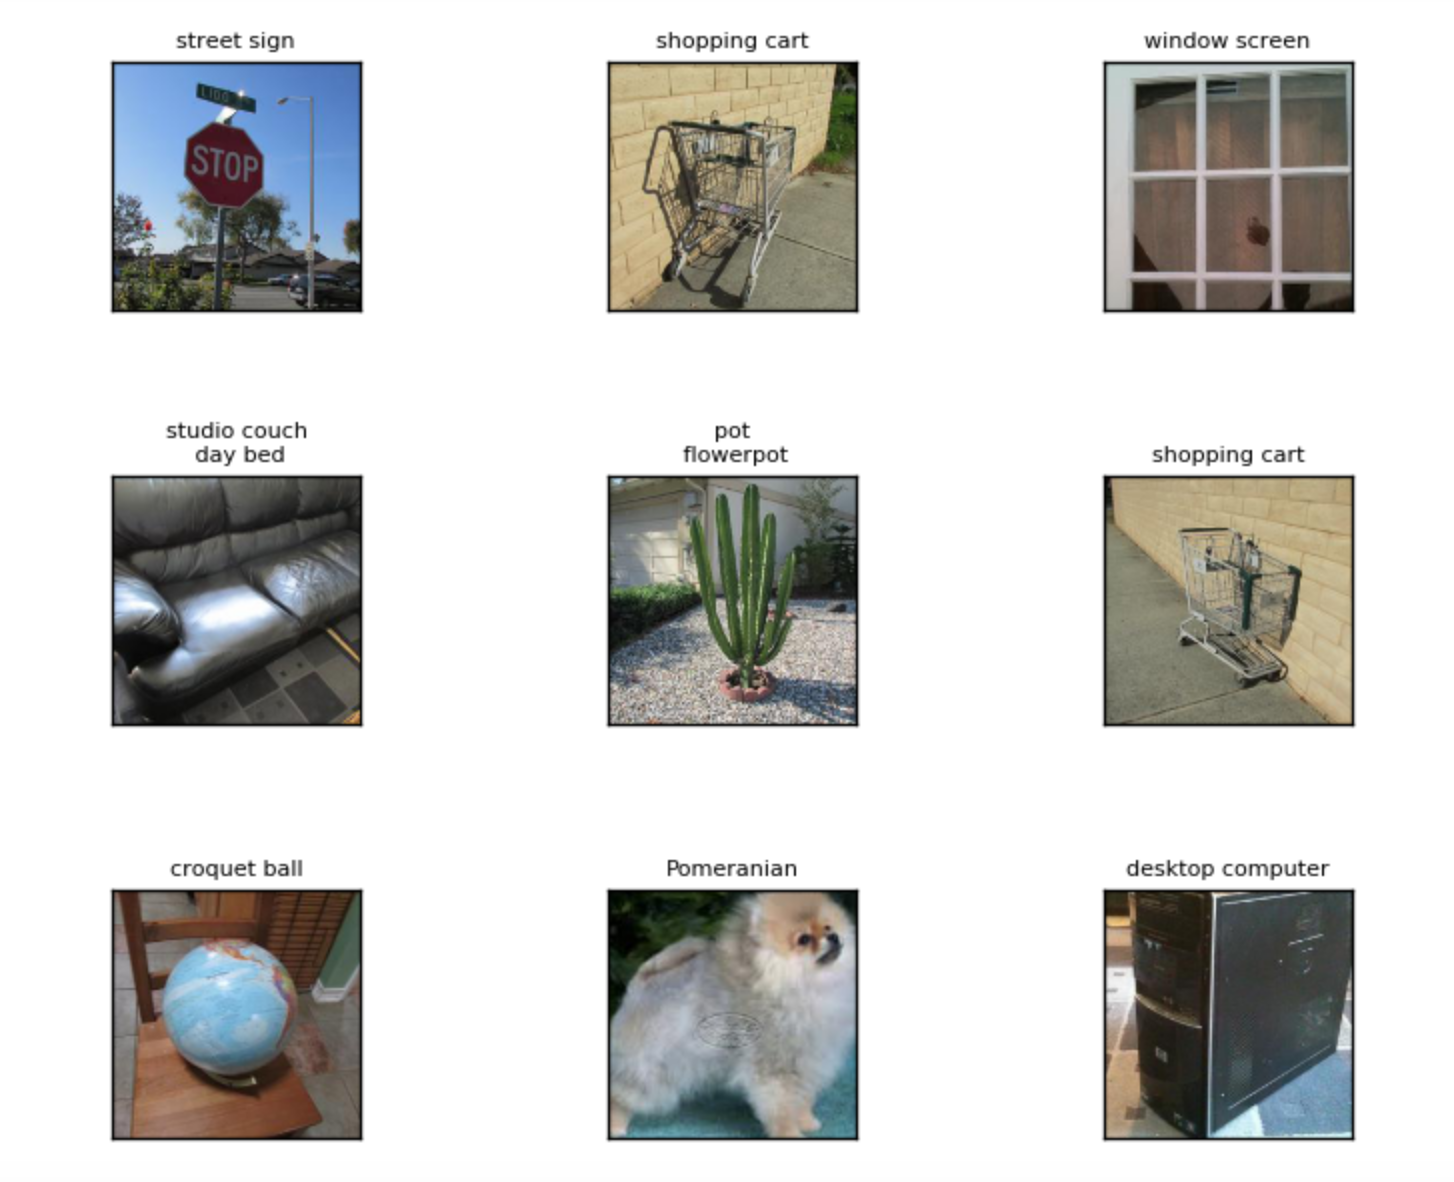 street sign
shopping cart
window screen
LIDO
STOP
studio couch
day bed
pot
flowerpot
shopping cart
croquet ball
Pomeranian
desktop computer
hp